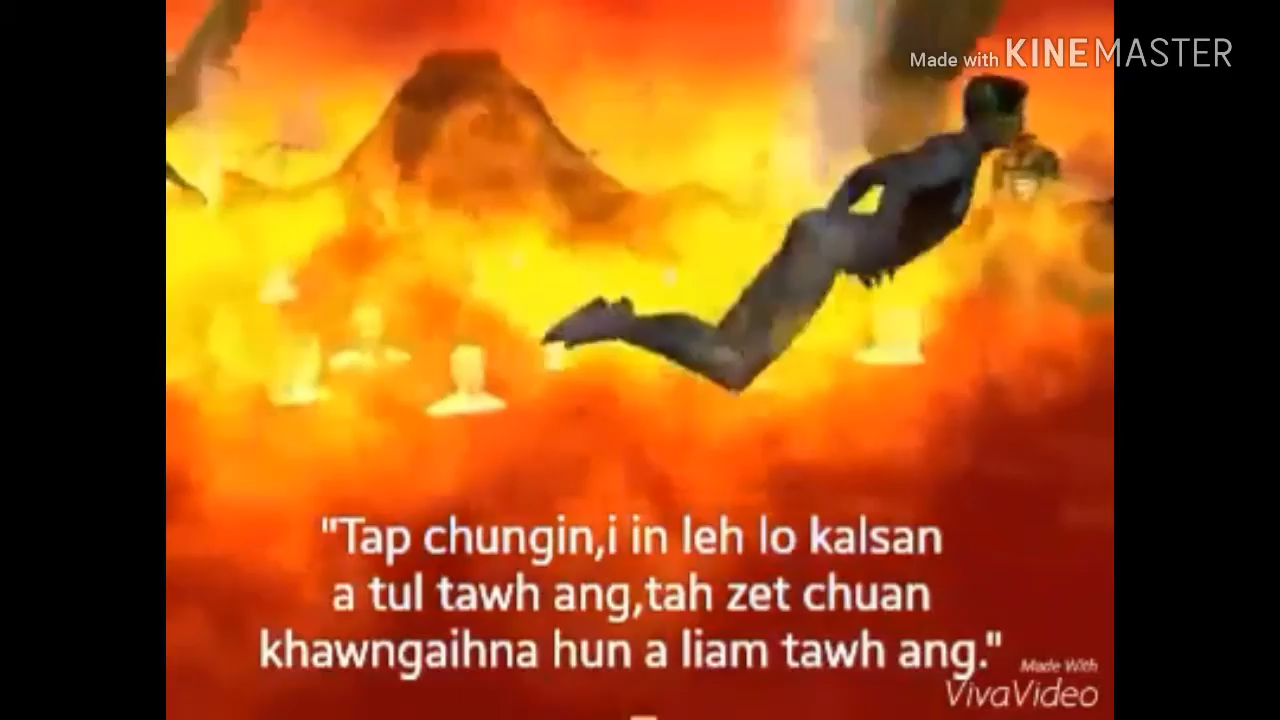 Made with KINEMASTER
"Tap chungin,i in leh lo kalsan
a tul tawh ang,tah zet chuan
khawngaihna hun a liam tawh ang."
Made With
VivaVideo